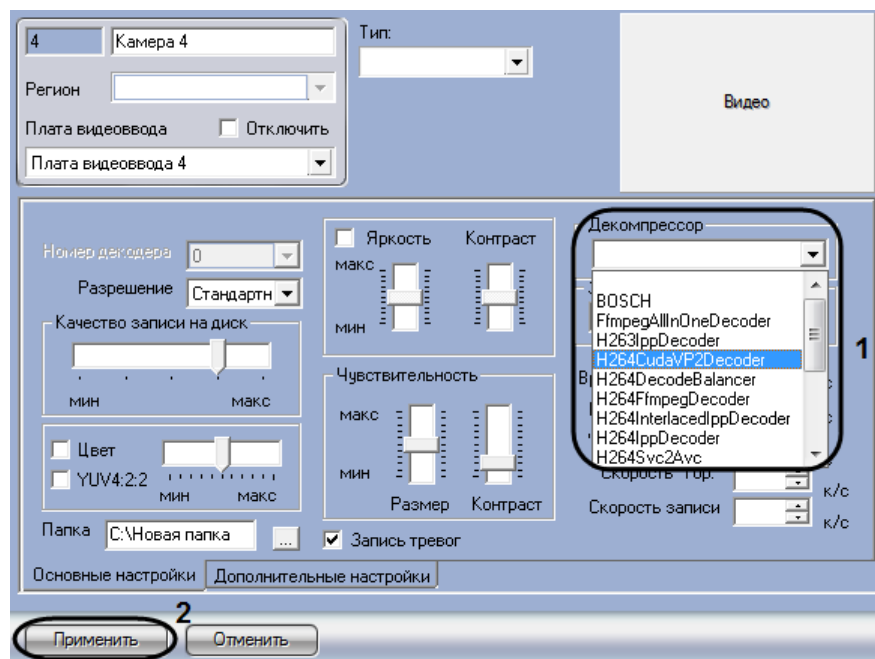 4 Камера 4
Тип:
Регион
Видео
Плата видеоввода Отключить
Плата видеоввода 4
Номер декодера 0
Разрешение Стандартн
Качество записи на диск
мин макс
Цвет
YUV4:2:2
мин макс
Папка C:\Новая папка ...
Яркость Контраст
макс
мин
Чувствительность
макс
мин
Размер Контраст
Запись тревог
Декомпрессор
BOSCH
FfmpegAllInOneDecoder
H263IppDecoder
H264CudaVP2Decoder
H264DecodeBalancer
H264FfmpegDecoder
H264InterlacedIppDecoder
H264IppDecoder
H264Svc2Avc
1
к/с
Скорость записи
к/с
Основные настройки Дополнительные настройки
2
Применить Отменить